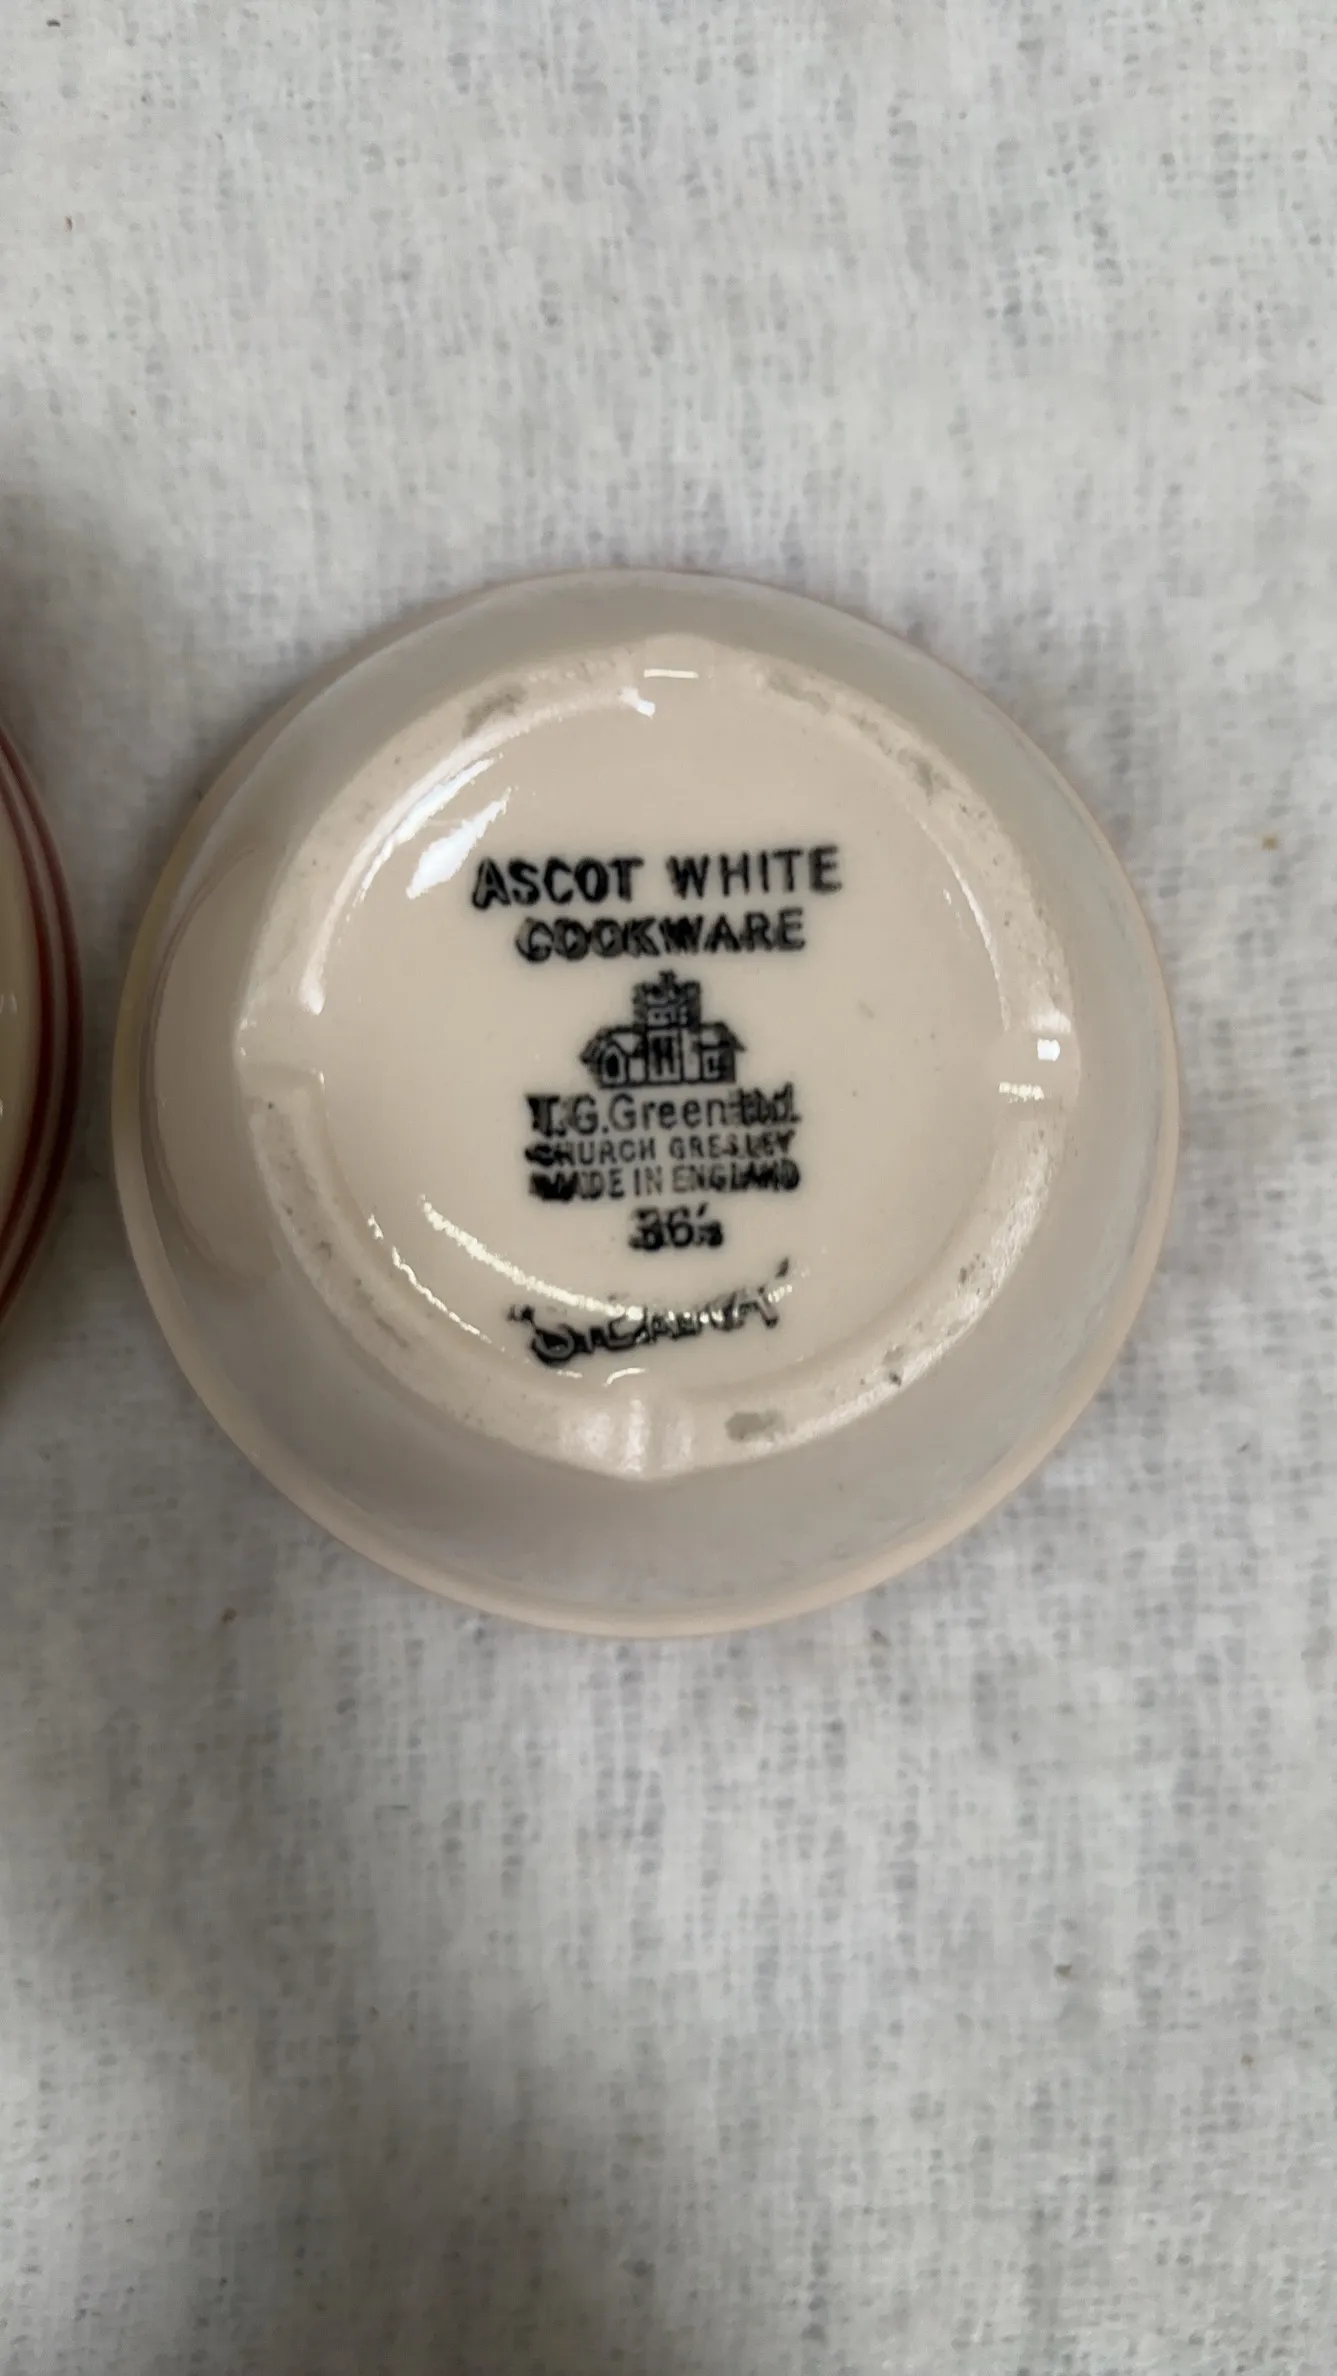 ASCOT WHITE
COOKWARE
T.G.Green Ltd.
CHURCH GRESLEY
MADE IN ENGLAND
36's